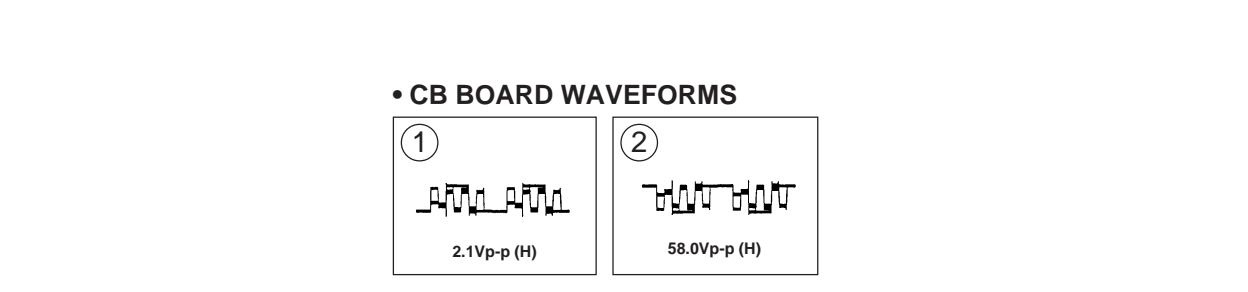 • CB BOARD WAVEFORMS
1
2
2.1Vp-p (H)
58.0Vp-p (H)